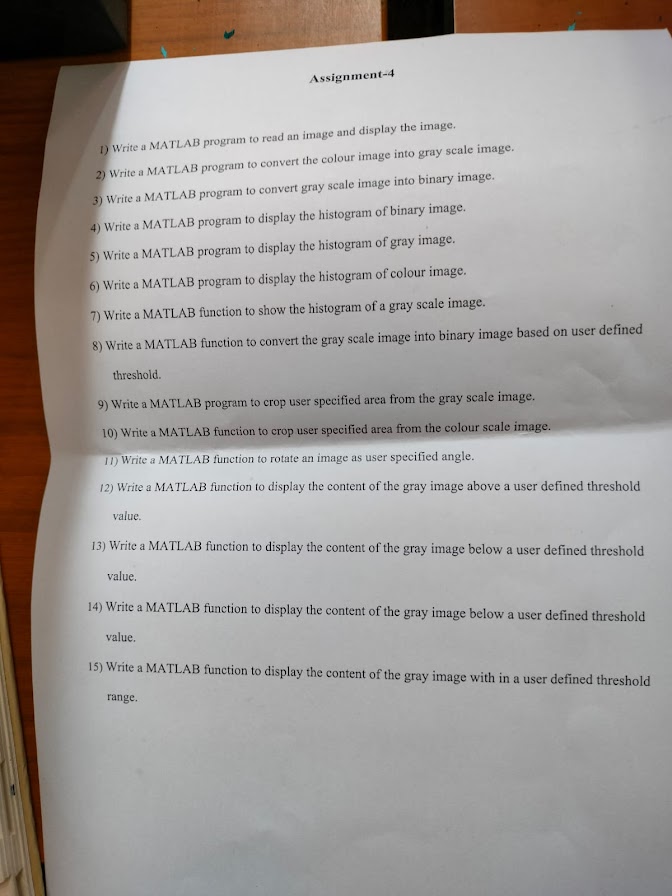 Assignment-4
1) Write a MATLAB program to read an image and display the image.
2) Write a MATLAB program to convert the colour image into gray scale image.
3) Write a MATLAB program to convert gray scale image into binary image.
4) Write a MATLAB program to display the histogram of binary image.
5) Write a MATLAB program to display the histogram of gray image.
6) Write a MATLAB program to display the histogram of colour image.
7) Write a MATLAB function to show the histogram of a gray scale image.
8) Write a MATLAB function to convert the gray scale image into binary image based on user defined
threshold.
9) Write a MATLAB program to crop user specified area from the gray scale image.
10) Write a MATLAB function to crop user specified area from the colour scale image.
11) Write a MATLAB function to rotate an image as user specified angle.
12) Write a MATLAB function to display the content of the gray image above a user defined threshold
value.
13) Write a MATLAB function to display the content of the gray image below a user defined threshold
value.
14) Write a MATLAB function to display the content of the gray image below a user defined threshold
value.
15) Write a MATLAB function to display the content of the gray image with in a user defined threshold
range.